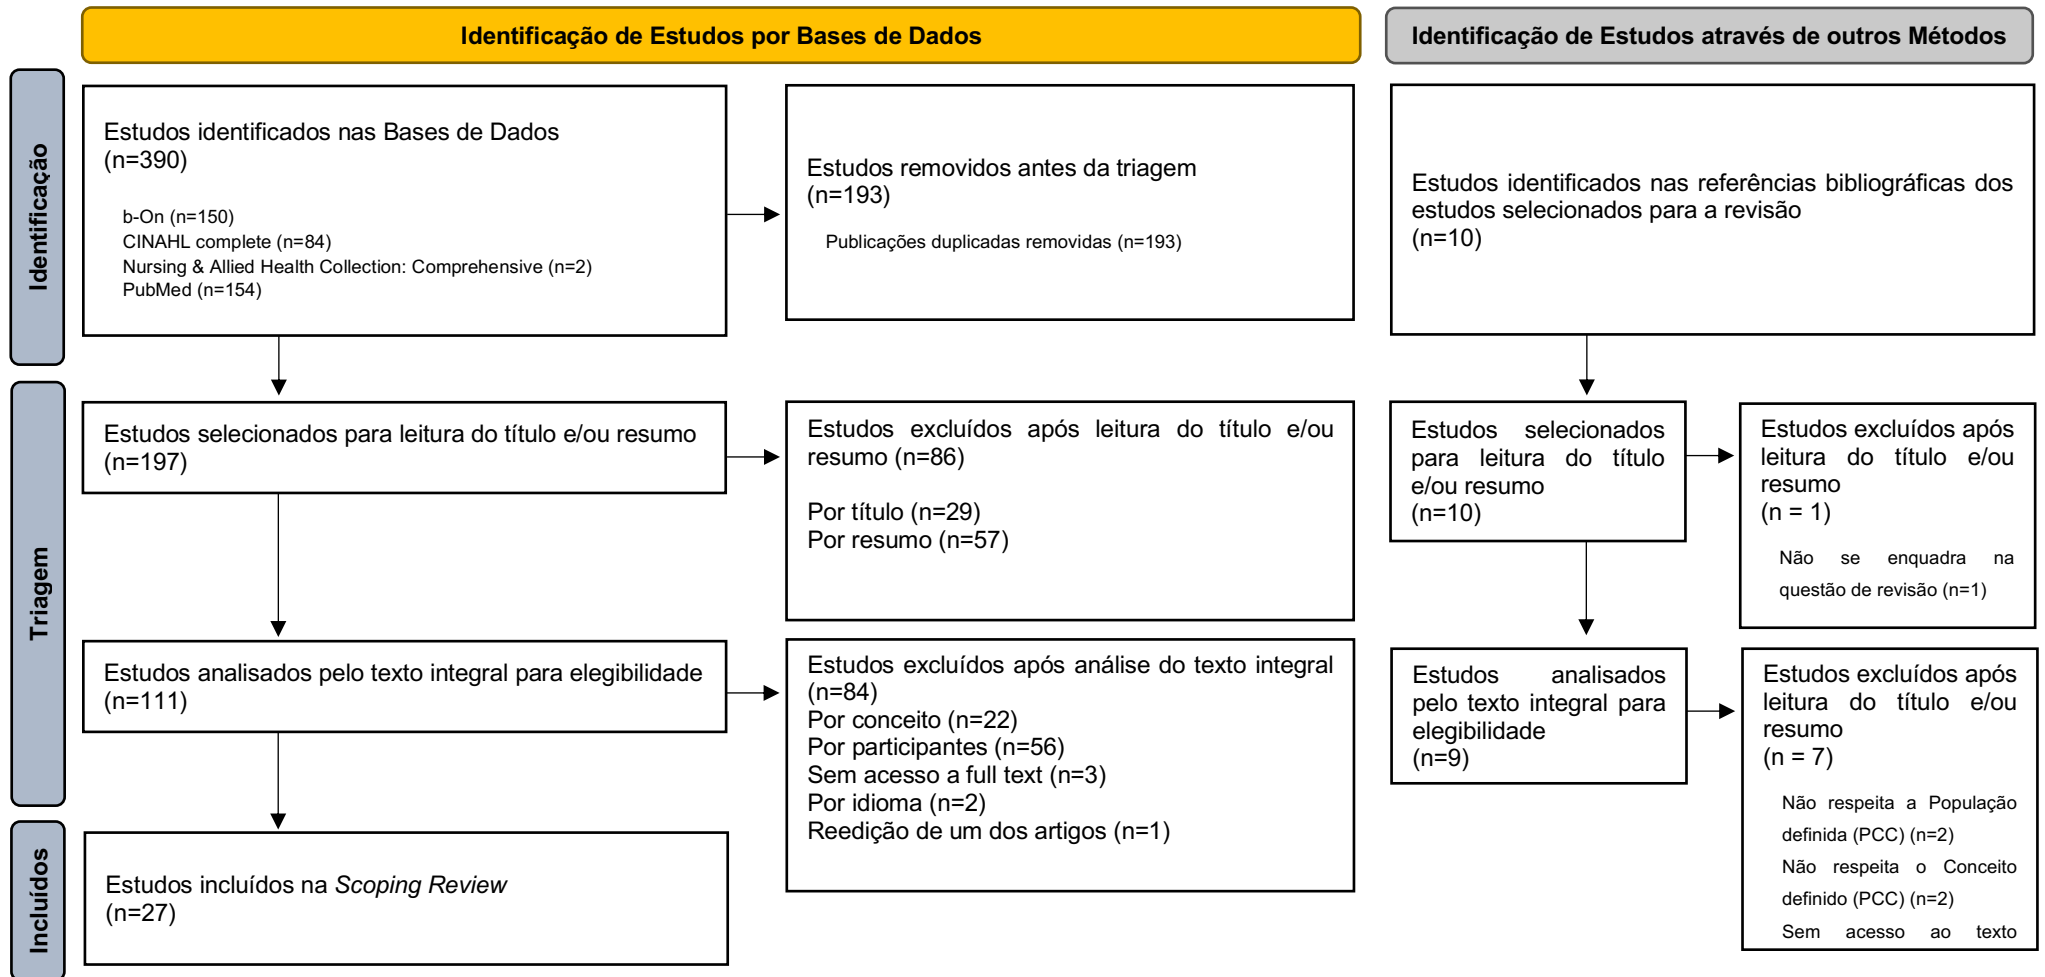 Identificação de Estudos por Bases de Dados
Identificação de Estudos através de outros Métodos
Identificação
Estudos identificados nas Bases de Dados
(n=390)
b-On (n=150)
CINAHL complete (n=84)
Nursing & Allied Health Collection: Comprehensive (n=2)
PubMed (n=154)
Estudos removidos antes da triagem
(n=193)
Publicações duplicadas removidas (n=193)
Estudos identificados nas referências bibliográficas dos
estudos selecionados para a revisão
(n=10)
Triagem
Estudos selecionados para leitura do título e/ou resumo
(n=197)
Estudos excluídos após leitura do título e/ou
resumo (n=86)
Por título (n=29)
Por resumo (n=57)
Estudos selecionados
para leitura do título
e/ou resumo
(n=10)
Estudos excluídos após
leitura do título e/ou
resumo
(n = 1)
Não se enquadra na
questão de revisão (n=1)
Estudos analisados pelo texto integral para elegibilidade
(n=111)
Estudos excluídos após análise do texto integral
(n=84)
Por conceito (n=22)
Por participantes (n=56)
Sem acesso a full text (n=3)
Por idioma (n=2)
Reedição de um dos artigos (n=1)
Estudos analisados
pelo texto integral para
elegibilidade
(n=9)
Estudos excluídos após
leitura do título e/ou
resumo
(n = 7)
Não respeita a População
definida (PCC) (n=2)
Não respeita o Conceito
definido (PCC) (n=2)
Sem acesso ao texto
Incluídos
Estudos incluídos na Scoping Review
(n=27)